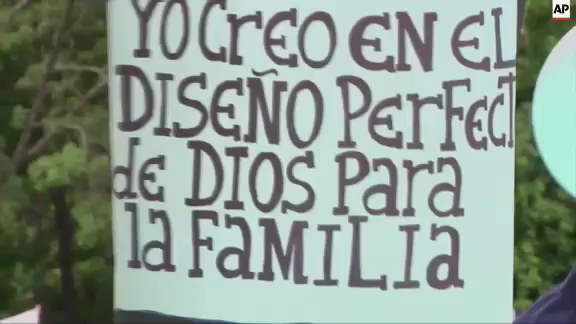 AP
YO CREO EN EL
DISEÑO PERFECT
de DIOS Para
la FaMILIa